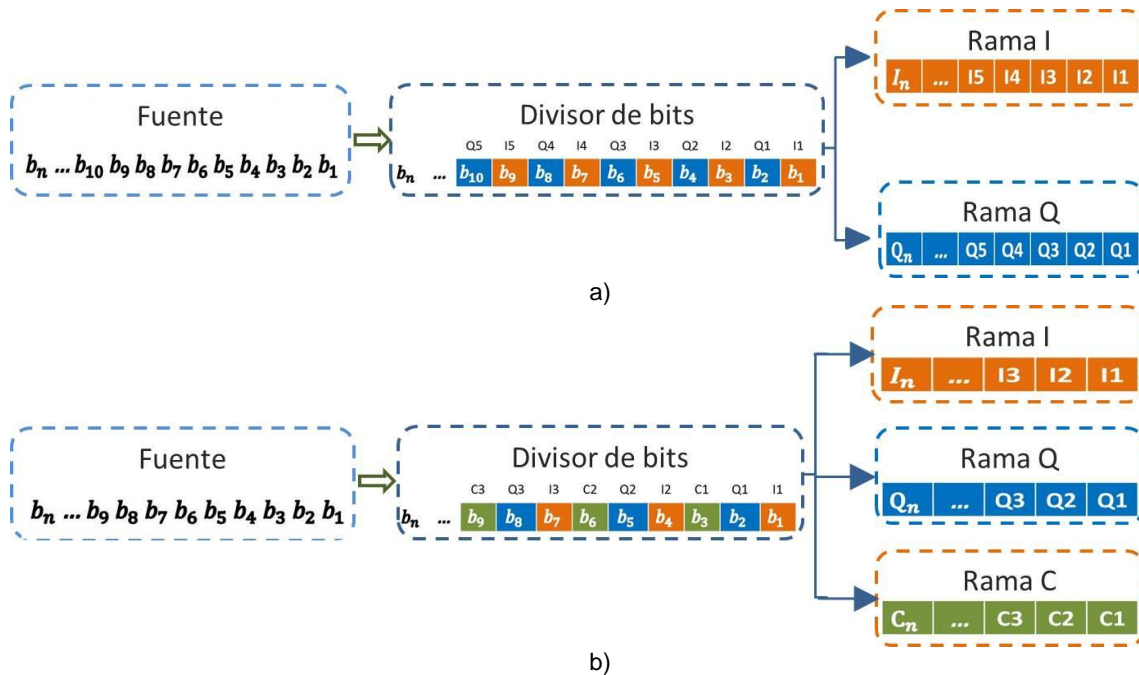 Rama I
I_n ... I5 I4 I3 I2 I1
Fuente
b_n ... b_10 b_9 b_8 b_7 b_6 b_5 b_4 b_3 b_2 b_1
Divisor de bits
Q5 I5 Q4 I4 Q3 I3 Q2 I2 Q1 I1
b_n ... b_10 b_9 b_8 b_7 b_6 b_5 b_4 b_3 b_2 b_1
Rama Q
Q_n ... Q5 Q4 Q3 Q2 Q1
a)
Rama I
I_n ... I3 I2 I1
Fuente
b_n ... b_9 b_8 b_7 b_6 b_5 b_4 b_3 b_2 b_1
Divisor de bits
C3 Q3 I3 C2 Q2 I2 C1 Q1 I1
b_n ... b_9 b_8 b_7 b_6 b_5 b_4 b_3 b_2 b_1
Rama Q
Q_n ... Q3 Q2 Q1
Rama C
C_n ... C3 C2 C1
b)